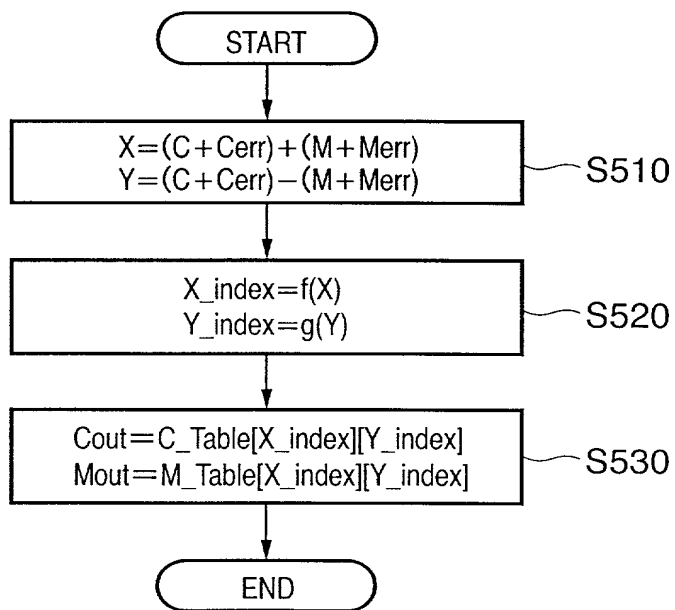 START
X=(C+Cerr)+(M+Merr)
Y=(C+Cerr)−(M+Merr)
S510
X_index=f(X)
Y_index=g(Y)
S520
Cout=C_Table[X_index][Y_index]
Mout=M_Table[X_index][Y_index]
S530
END